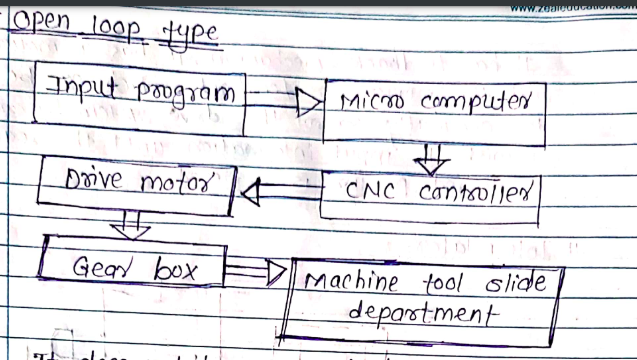 www.zealeducation.com
Open loop type
Input program
Micro computer
Drive motor
CNC controller
Gear box
Machine tool slide
department